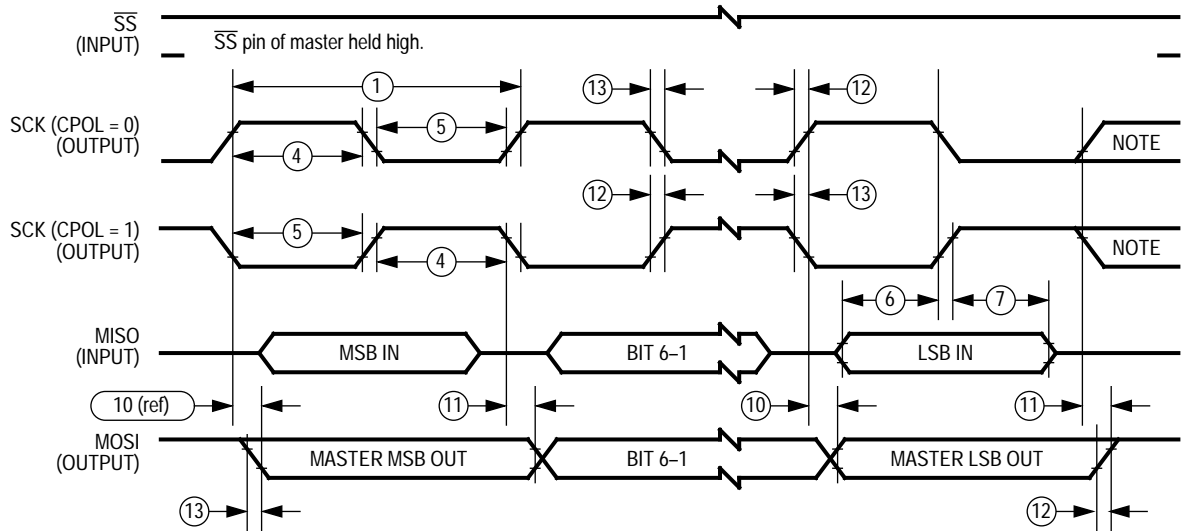 SS
(INPUT)
SS pin of master held high.
1
13
12
SCK (CPOL = 0)
(OUTPUT)
5
4
NOTE
12
13
SCK (CPOL = 1)
(OUTPUT)
5
4
NOTE
6
7
MISO
(INPUT)
MSB IN
BIT 6–1
LSB IN
10 (ref)
11
10
11
MOSI
(OUTPUT)
MASTER MSB OUT
BIT 6–1
MASTER LSB OUT
13
12